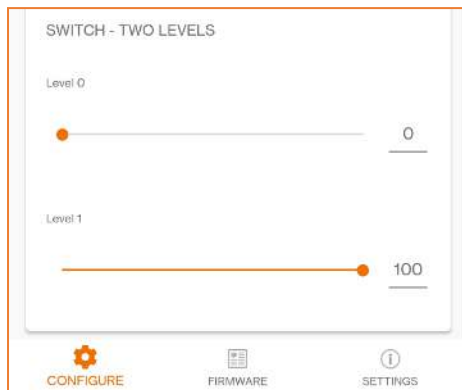 SWITCH - TWO LEVELS
Level 0
0
Level 1
100
CONFIGURE FIRMWARE SETTINGS